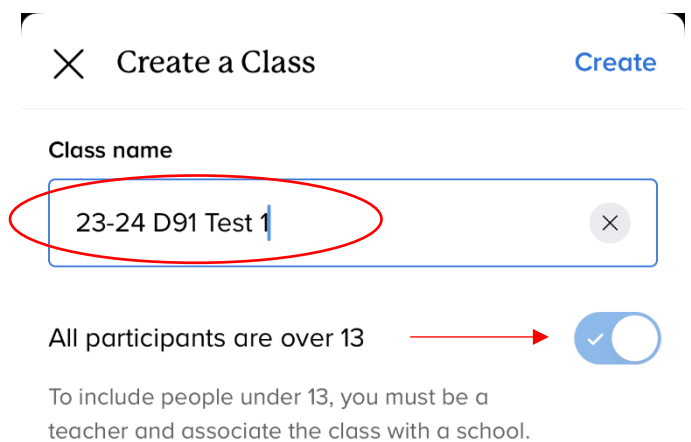 Create a Class Create
Class name
23-24 D91 Test 1
All participants are over 13
To include people under 13, you must be a
teacher and associate the class with a school.